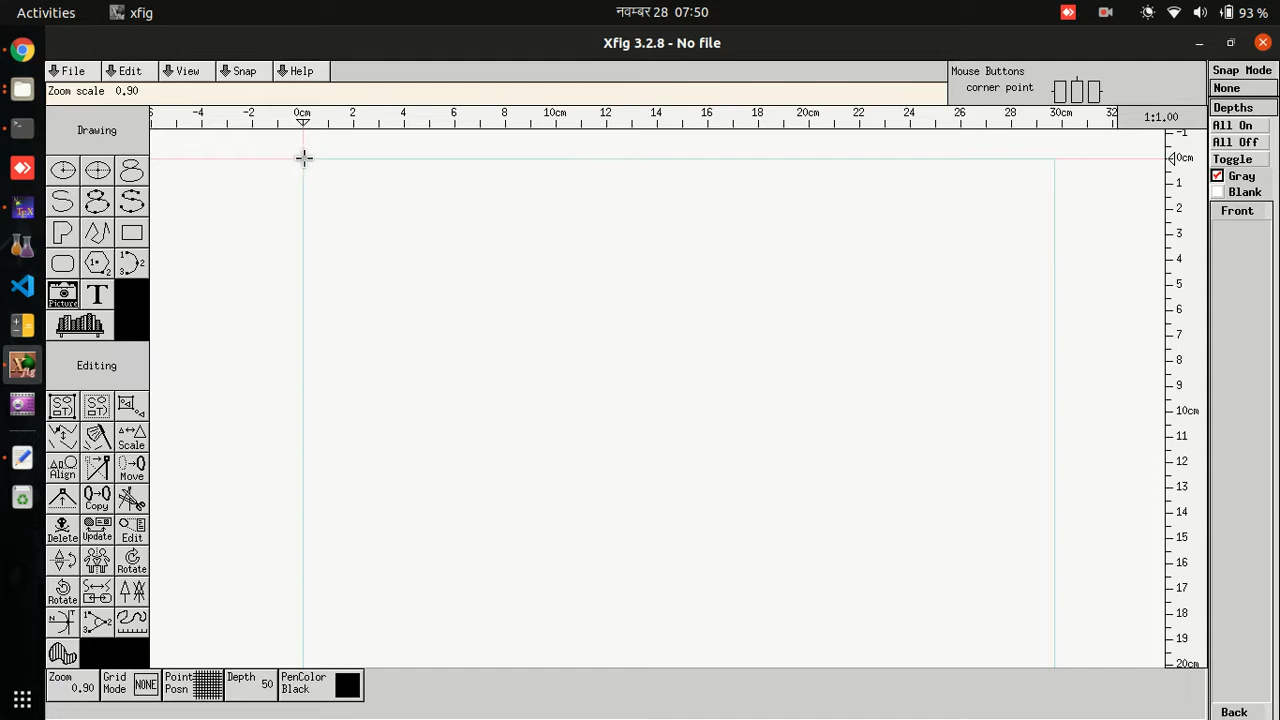 Activities xfig नवम्बर 28 07:50 93 %
Xfig 3.2.8 - No file
File Edit View Snap Help
Mouse Buttons
corner point
Zoom scale 0.90
Snap Mode
None
Depths
All On
All Off
Toggle
Gray
Blank
Front
Back
-4 -2 0cm 2 4 6 8 10cm 12 14 16 18 20cm 22 24 26 28 30cm 32
1:1.00
-1
0cm
1
2
3
4
5
6
7
8
9
10cm
11
12
13
14
15
16
17
18
19
20cm
Drawing
Picture
T
Editing
Scale
Align
Move
Copy
Delete
Update
Edit
Rotate
Rotate
Zoom
0.90
Grid
Mode NONE
Point
Posn
Depth
50
PenColor
Black